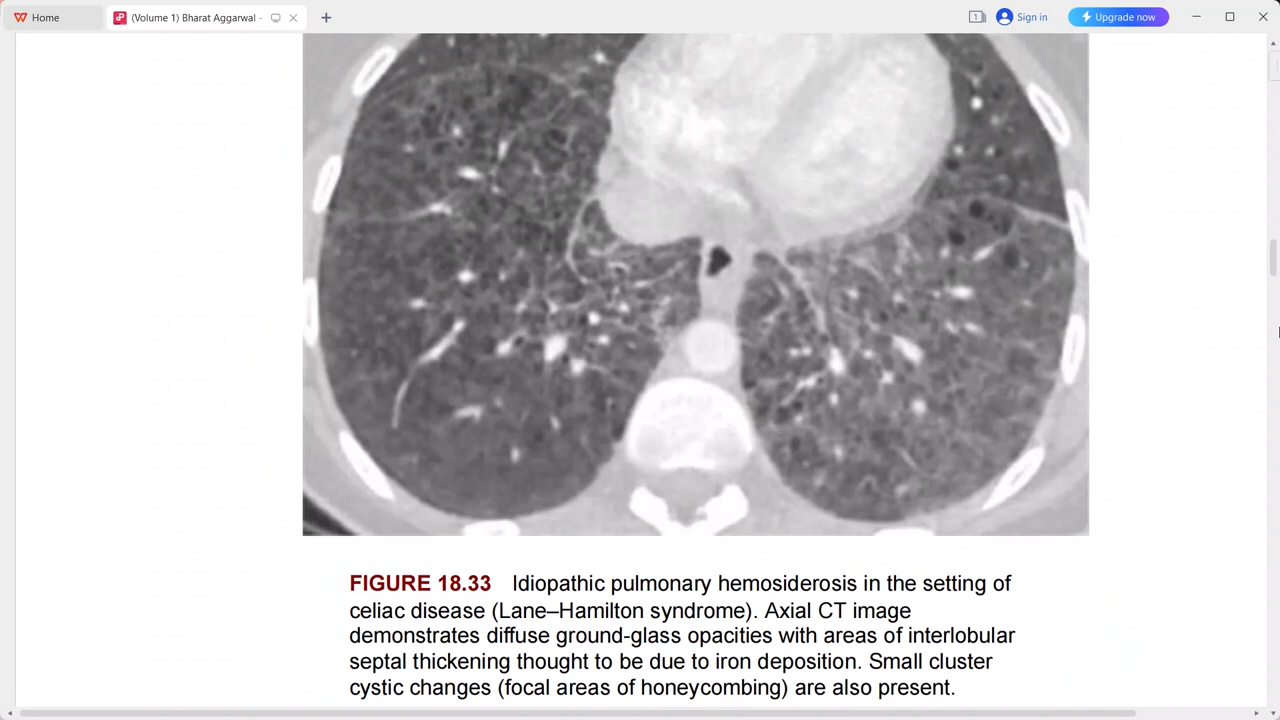 Home
(Volume 1) Bharat Aggarwal -
1
Sign in
Upgrade now
FIGURE 18.33 Idiopathic pulmonary hemosiderosis in the setting of
celiac disease (Lane–Hamilton syndrome). Axial CT image
demonstrates diffuse ground-glass opacities with areas of interlobular
septal thickening thought to be due to iron deposition. Small cluster
cystic changes (focal areas of honeycombing) are also present.